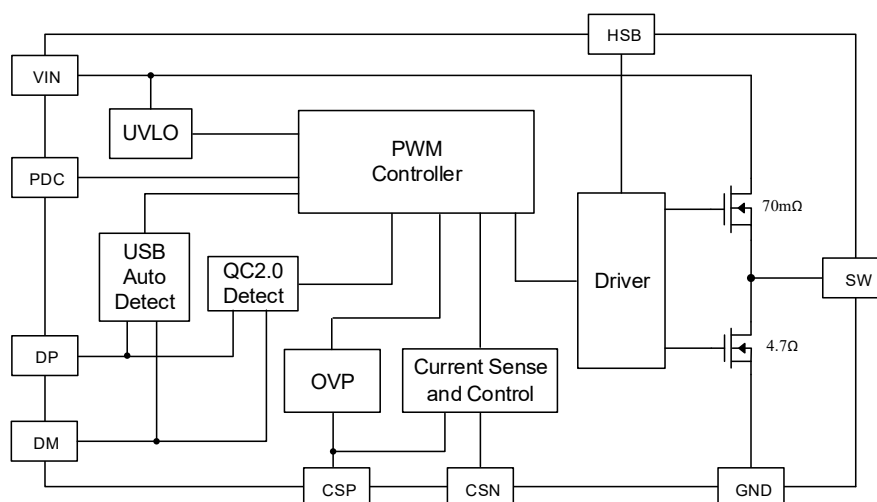 HSB
VIN
UVLO
PWM
Controller
PDC
70mΩ
USB
Auto
Detect
QC2.0
Detect
Driver
SW
DP
OVP
Current Sense
and Control
4.7Ω
DM
CSP
CSN
GND